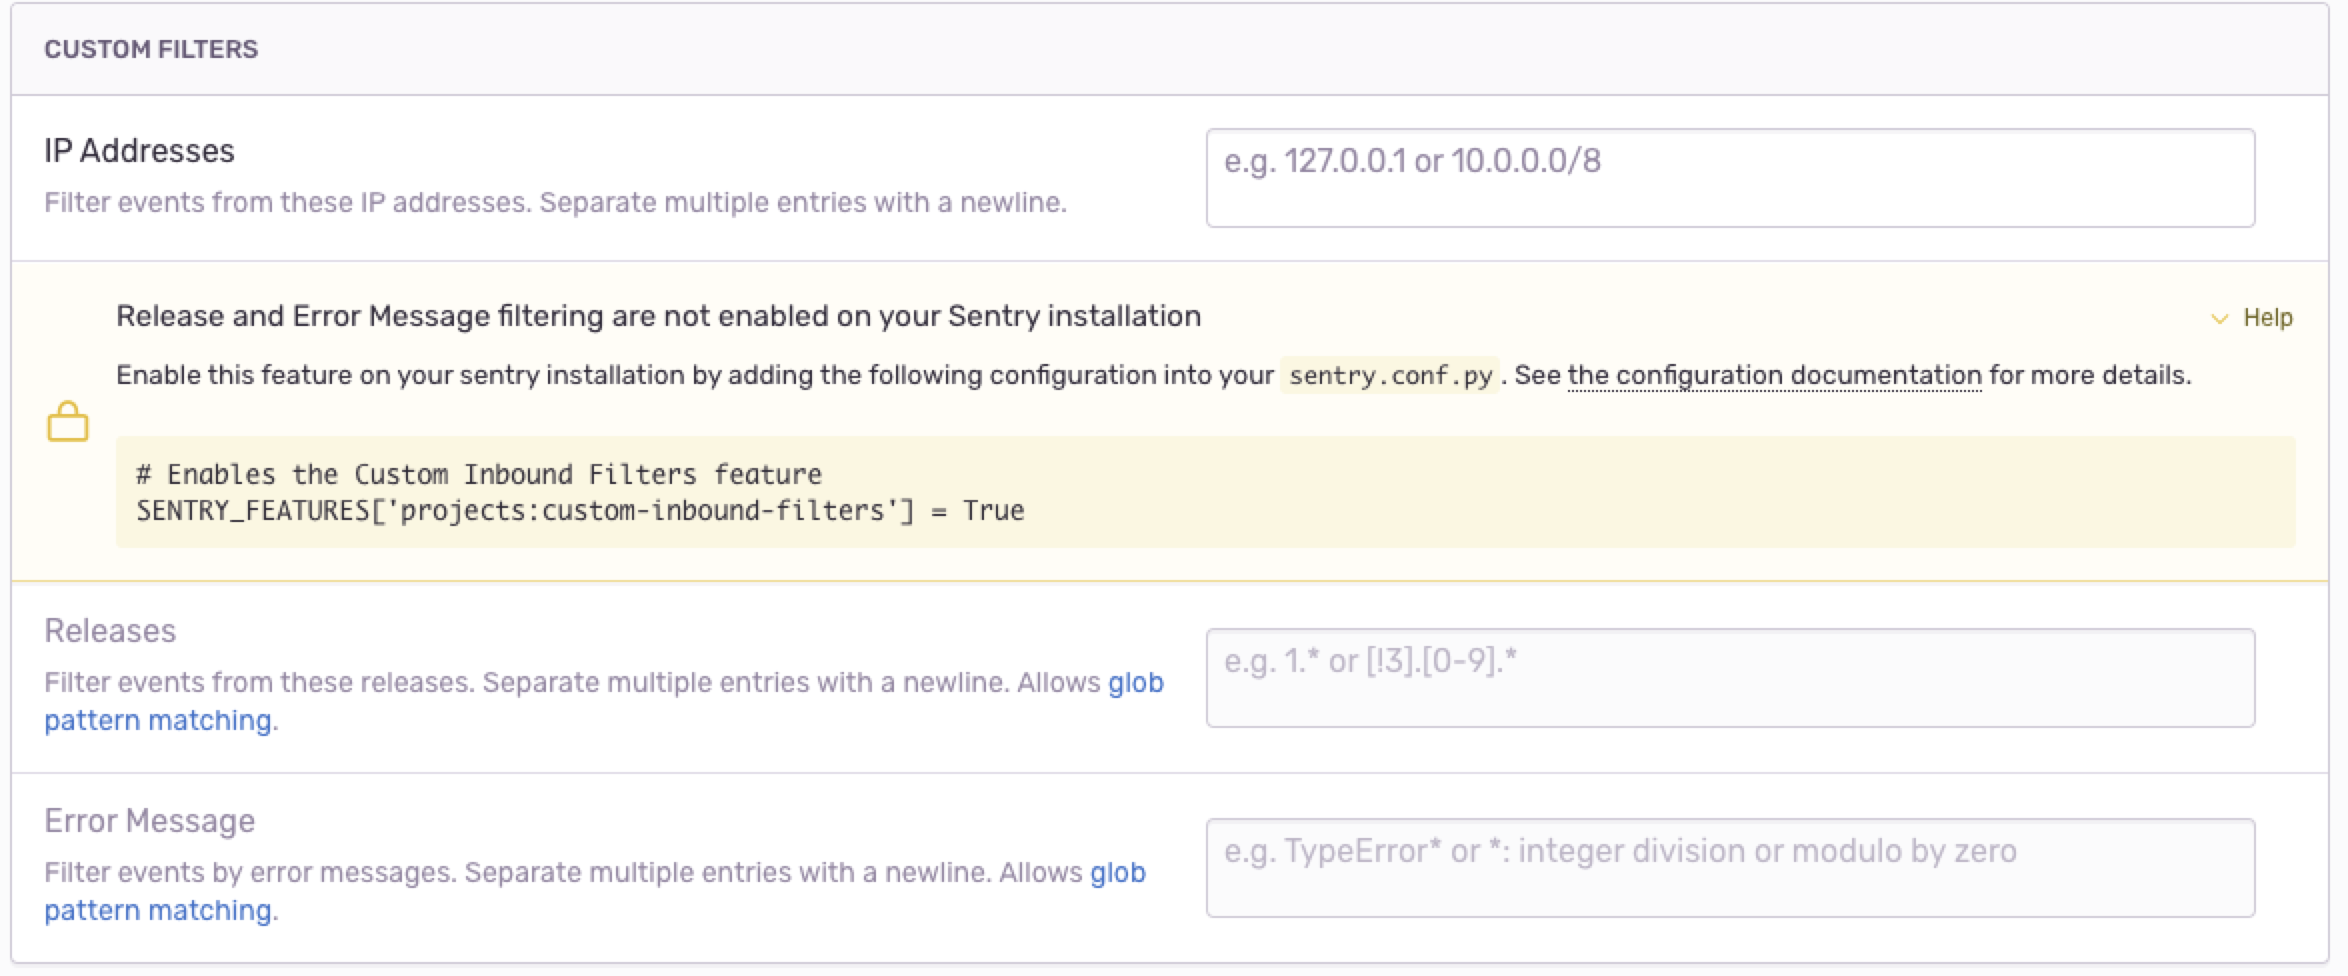 CUSTOM FILTERS
IP Addresses
e.g. 127.0.0.1 or 10.0.0.0/8
Filter events from these IP addresses. Separate multiple entries with a newline.
Release and Error Message filtering are not enabled on your Sentry installation
Help
Enable this feature on your sentry installation by adding the following configuration into your sentry.conf.py. See the configuration documentation for more details.
# Enables the Custom Inbound Filters feature
SENTRY_FEATURES['projects:custom-inbound-filters'] = True
Releases
e.g. 1.* or [!3].[0-9].*
Filter events from these releases. Separate multiple entries with a newline. Allows glob
pattern matching.
Error Message
e.g. TypeError* or *: integer division or modulo by zero
Filter events by error messages. Separate multiple entries with a newline. Allows glob
pattern matching.